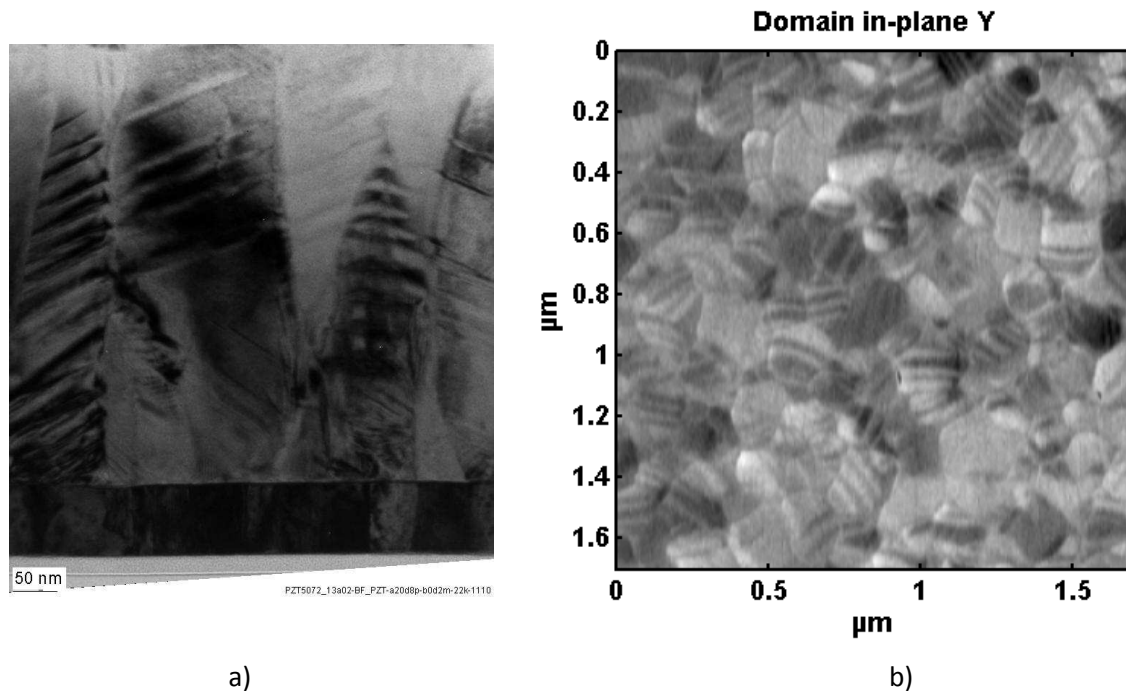 50 nm
PZT5072_13a02-BF_PZT-a20d8p-b0d2m-22k-1110
a)
Domain in-plane Y
0
0.2
0.4
0.6
0.8
1
1.2
1.4
1.6
µm
0
0.5
1
1.5
µm
b)